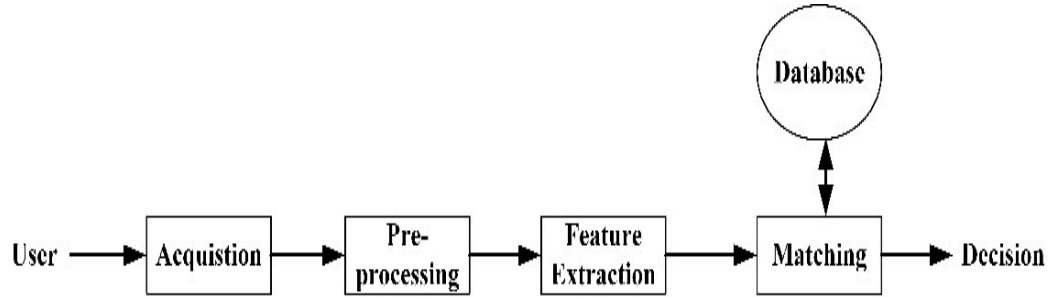 Database
User
Acquistion
Pre-
processing
Feature
Extraction
Matching
Decision